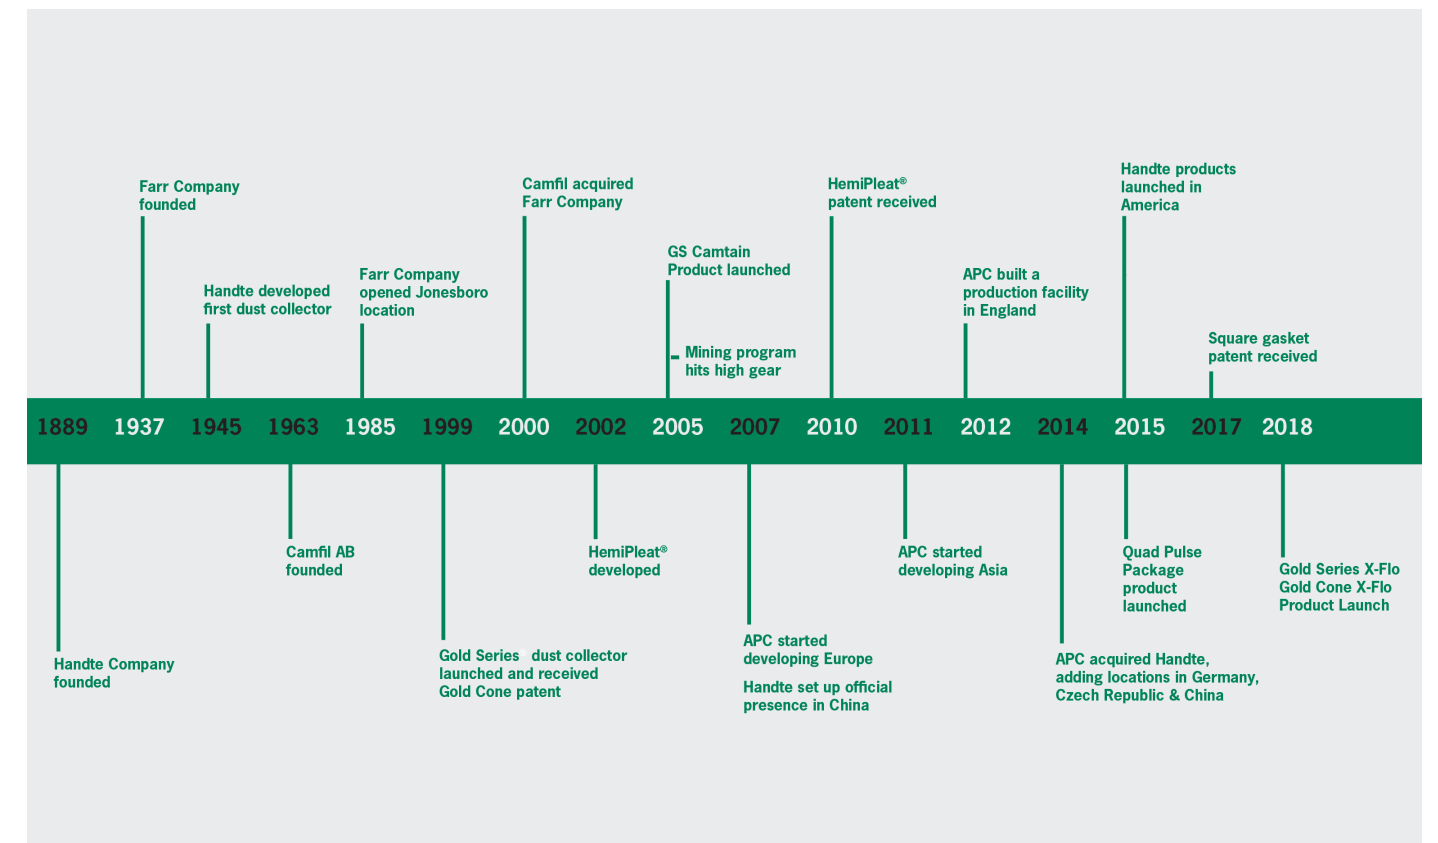 Farr Company
founded
Handte developed
first dust collector
Farr Company
opened Jonesboro
location
Camfil acquired
Farr Company
GS Camtain
Product launched
Mining program
hits high gear
HemiPleat®
patent received
APC built a
production facility
in England
Handte products
launched in
America
Square gasket
patent received
1889 1937 1945 1963 1985 1999 2000 2002 2005 2007 2010 2011 2012 2014 2015 2017 2018
Handte Company
founded
Camfil AB
founded
Gold Series® dust collector
launched and received
Gold Cone patent
HemiPleat®
developed
APC started
developing Europe
Handte set up official
presence in China
APC started
developing Asia
APC acquired Handte,
adding locations in Germany,
Czech Republic & China
Quad Pulse
Package
product
launched
Gold Series X-Flo
Gold Cone X-Flo
Product Launch